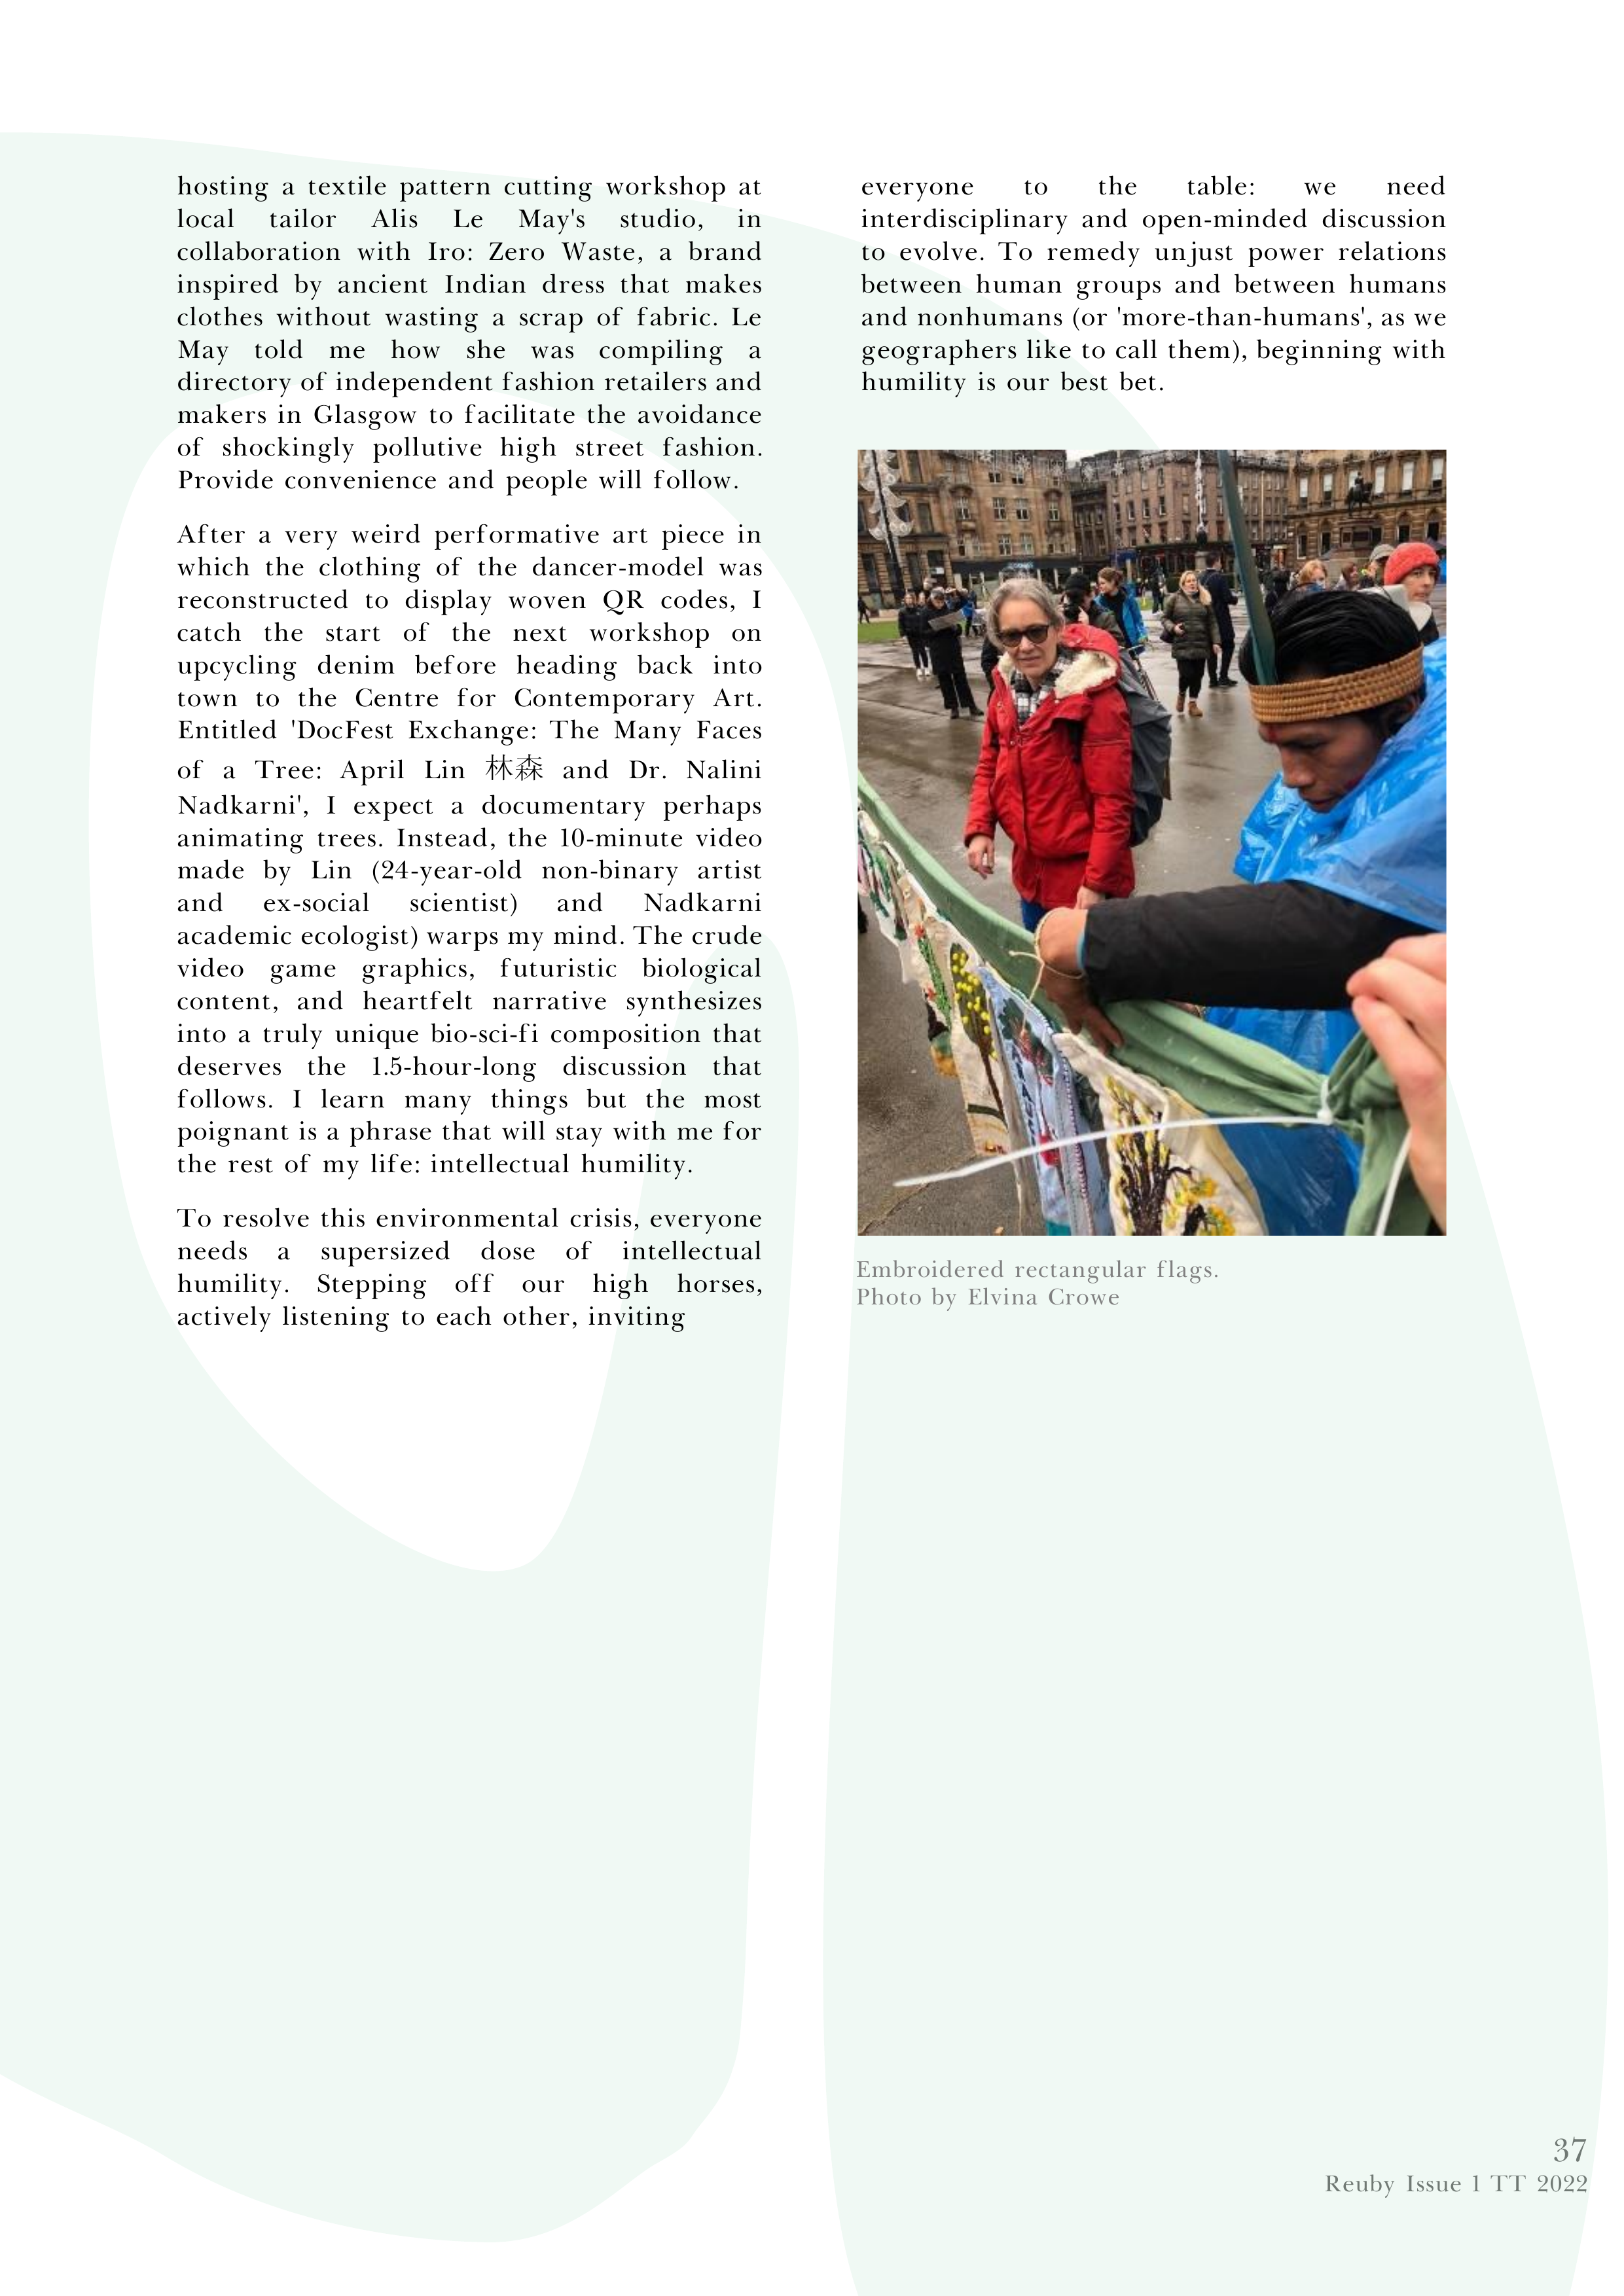 hosting a textile pattern cutting workshop at
local tailor Alis Le May's studio, in
collaboration with Iro: Zero Waste, a brand
inspired by ancient Indian dress that makes
clothes without wasting a scrap of fabric. Le
May told me how she was compiling a
directory of independent fashion retailers and
makers in Glasgow to facilitate the avoidance
of shockingly pollutive high street fashion.
Provide convenience and people will follow.
After a very weird performative art piece in
which the clothing of the dancer-model was
reconstructed to display woven QR codes, I
catch the start of the next workshop on
upcycling denim before heading back into
town to the Centre for Contemporary Art.
Entitled 'DocFest Exchange: The Many Faces
of a Tree: April Lin 林森 and Dr. Nalini
Nadkarni', I expect a documentary perhaps
animating trees. Instead, the 10-minute video
made by Lin (24-year-old non-binary artist
and ex-social scientist) and Nadkarni
academic ecologist) warps my mind. The crude
video game graphics, futuristic biological
content, and heartfelt narrative synthesizes
into a truly unique bio-sci-fi composition that
deserves the 1.5-hour-long discussion that
follows. I learn many things but the most
poignant is a phrase that will stay with me for
the rest of my life: intellectual humility.
To resolve this environmental crisis, everyone
needs a supersized dose of intellectual
humility. Stepping off our high horses,
actively listening to each other, inviting
everyone to the table: we need
interdisciplinary and open-minded discussion
to evolve. To remedy unjust power relations
between human groups and between humans
and nonhumans (or 'more-than-humans', as we
geographers like to call them), beginning with
humility is our best bet.
Embroidered rectangular flags.
Photo by Elvina Crowe
37
Reuby Issue 1 TT 2022